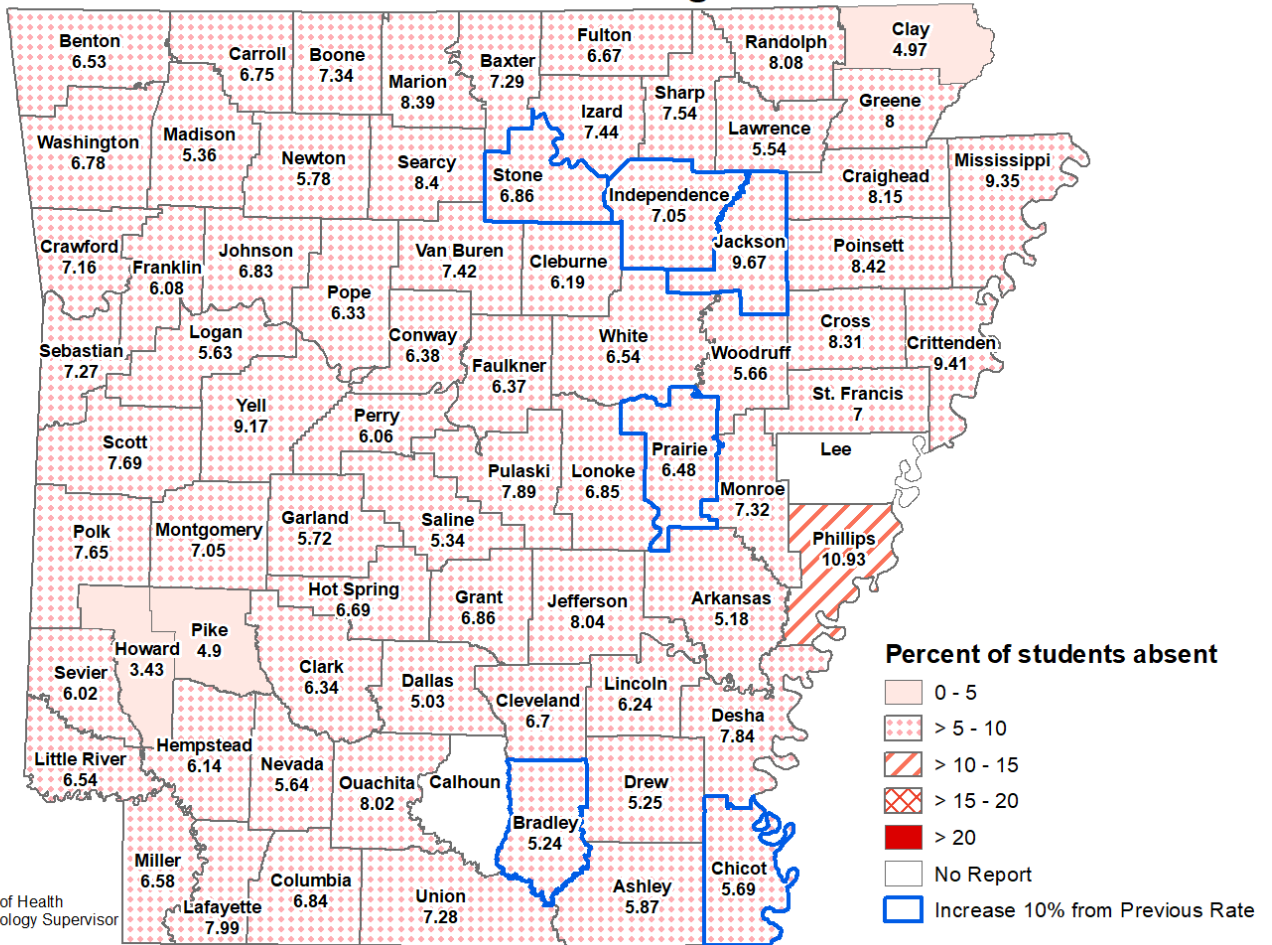 Benton
6.53
Carroll
6.75
Boone
7.34
Marion
8.39
Baxter
7.29
Fulton
6.67
Randolph
8.08
Clay
4.97
Sharp
7.54
Izard
7.44
Greene
8
Lawrence
5.54
Washington
6.78
Madison
5.36
Newton
5.78
Searcy
8.4
Stone
6.86
Independence
7.05
Craighead
8.15
Mississippi
9.35
Jackson
9.67
Poinsett
8.42
Crawford
7.16
Franklin
6.08
Johnson
6.83
Pope
6.33
Van Buren
7.42
Cleburne
6.19
White
6.54
Woodruff
5.66
Cross
8.31
Crittenden
9.41
Sebastian
7.27
Logan
5.63
Conway
6.38
Faulkner
6.37
St. Francis
7
Yell
9.17
Perry
6.06
Scott
7.69
Pulaski
7.89
Lonoke
6.85
Prairie
6.48
Monroe
7.32
Lee
Polk
7.65
Montgomery
7.05
Garland
5.72
Saline
5.34
Phillips
10.93
Hot Spring
6.69
Grant
6.86
Jefferson
8.04
Arkansas
5.18
Howard
3.43
Pike
4.9
Sevier
6.02
Clark
6.34
Dallas
5.03
Cleveland
6.7
Lincoln
6.24
Desha
7.84
Little River
6.54
Hempstead
6.14
Nevada
5.64
Ouachita
8.02
Calhoun
Bradley
5.24
Drew
5.25
Chicot
5.69
Miller
6.58
Lafayette
7.99
Columbia
6.84
Union
7.28
Ashley
5.87
Percent of students absent
0 - 5
> 5 - 10
> 10 - 15
> 15 - 20
> 20
No Report
Increase 10% from Previous Rate
of Health
ology Supervisor